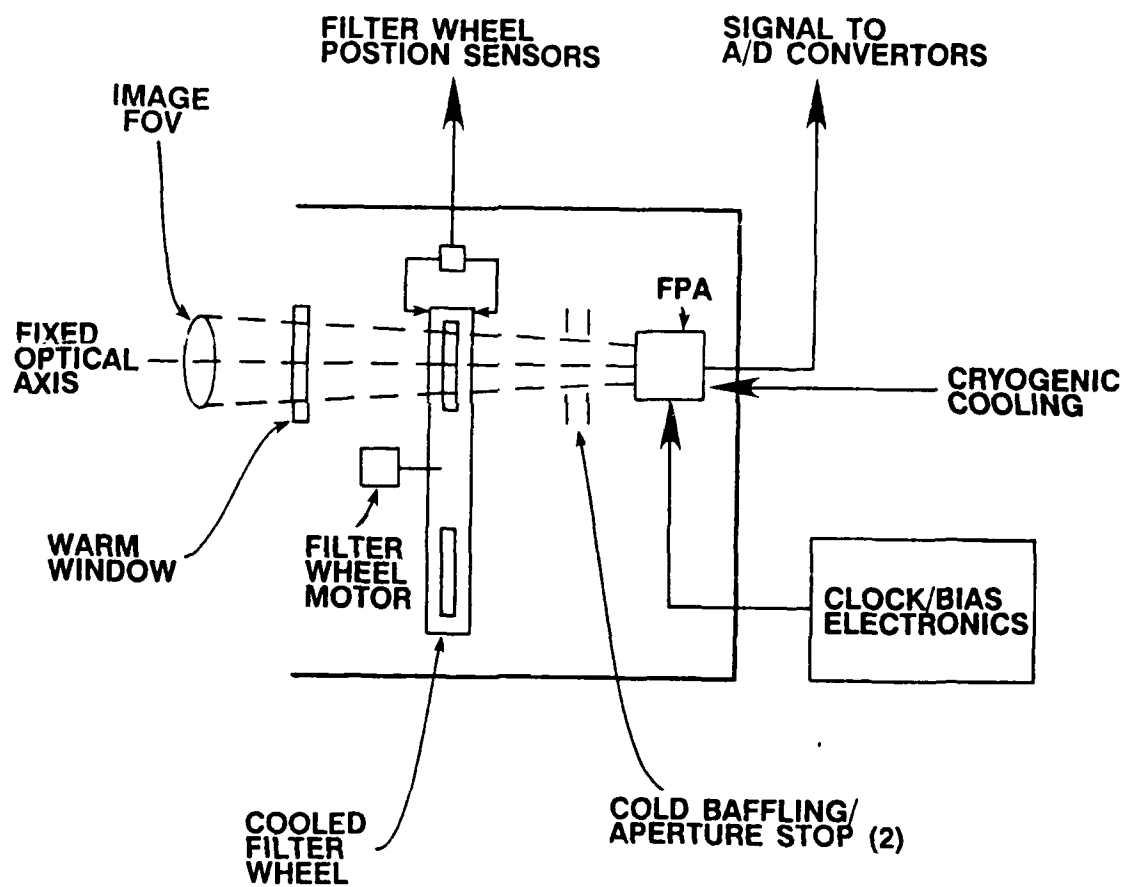 FILTER WHEEL
POSTION SENSORS
SIGNAL TO
A/D CONVERTORS
IMAGE
FOV
FPA
FIXED
OPTICAL
AXIS
CRYOGENIC
COOLING
WARM
WINDOW
FILTER
WHEEL
MOTOR
CLOCK/BIAS
ELECTRONICS
COOLED
FILTER
WHEEL
COLD BAFFLING/
APERTURE STOP (2)